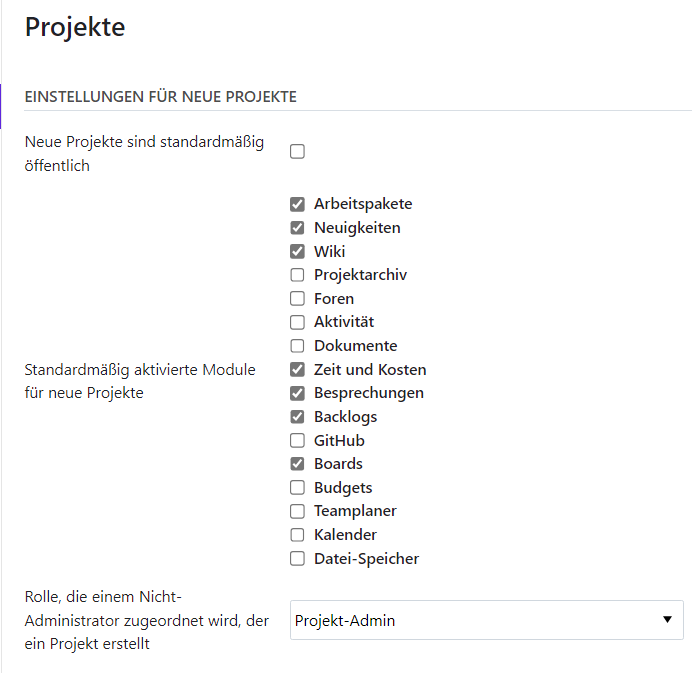 Projekte
EINSTELLUNGEN FÜR NEUE PROJEKTE
Neue Projekte sind standardmäßig
öffentlich
Arbeitspakete
Neuigkeiten
Wiki
Projektarchiv
Foren
Aktivität
Dokumente
Standardmäßig aktivierte Module
für neue Projekte
Zeit und Kosten
Besprechungen
Backlogs
GitHub
Boards
Budgets
Teamplaner
Kalender
Datei-Speicher
Rolle, die einem Nicht-
Administrator zugeordnet wird, der
ein Projekt erstellt
Projekt-Admin